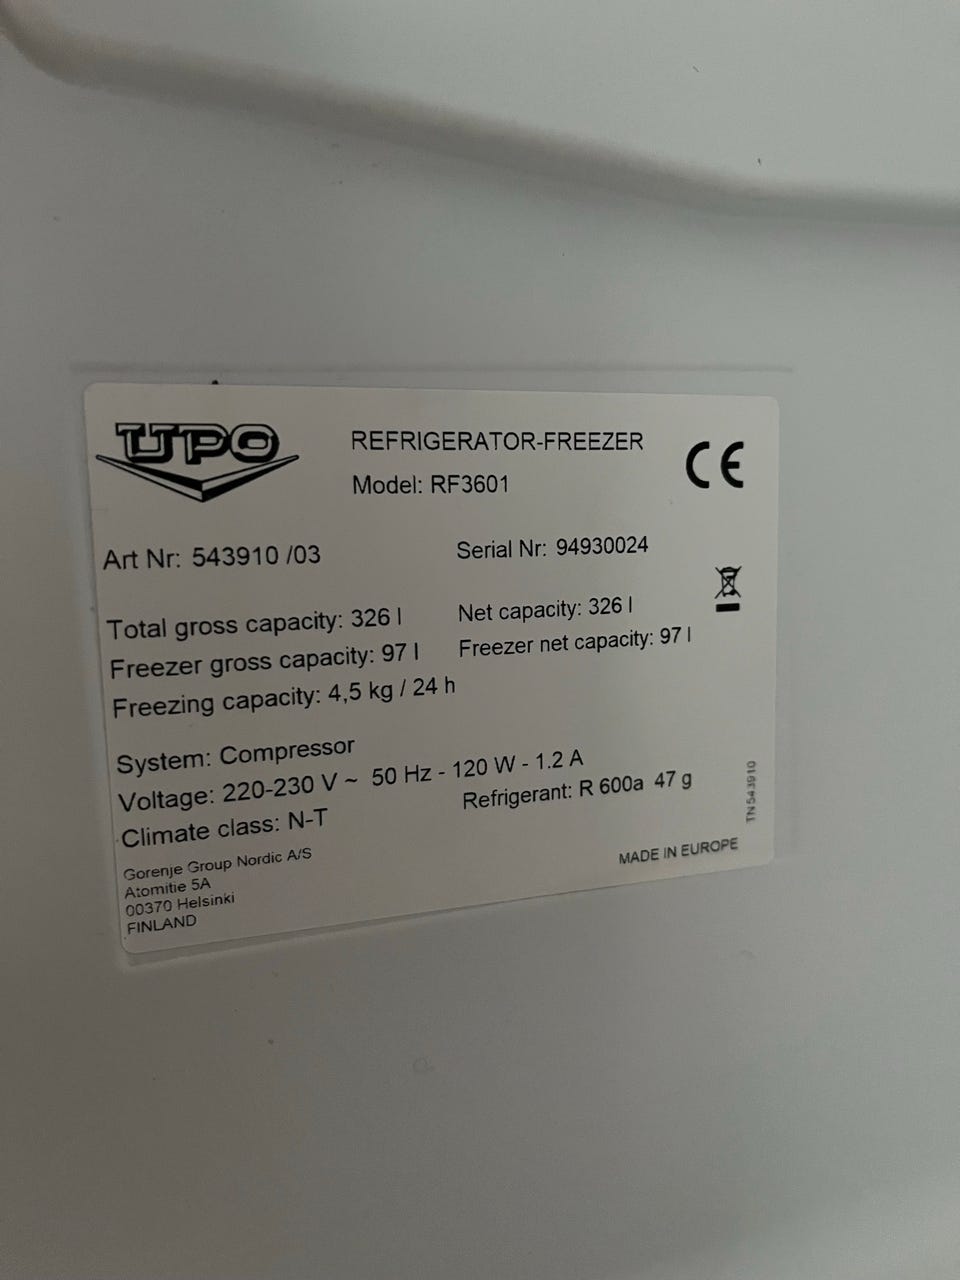 UPO
REFRIGERATOR-FREEZER
Model: RF3601
CE
Art Nr: 543910 /03
Serial Nr: 94930024
Total gross capacity: 326 l
Net capacity: 326 l
Freezer gross capacity: 97 l
Freezer net capacity: 97 l
Freezing capacity: 4,5 kg / 24 h
System: Compressor
Voltage: 220-230 V ~ 50 Hz - 120 W - 1.2 A
Climate class: N-T
Refrigerant: R 600a 47 g
TN543910
Gorenje Group Nordic A/S
Atomitie 5A
00370 Helsinki
FINLAND
MADE IN EUROPE